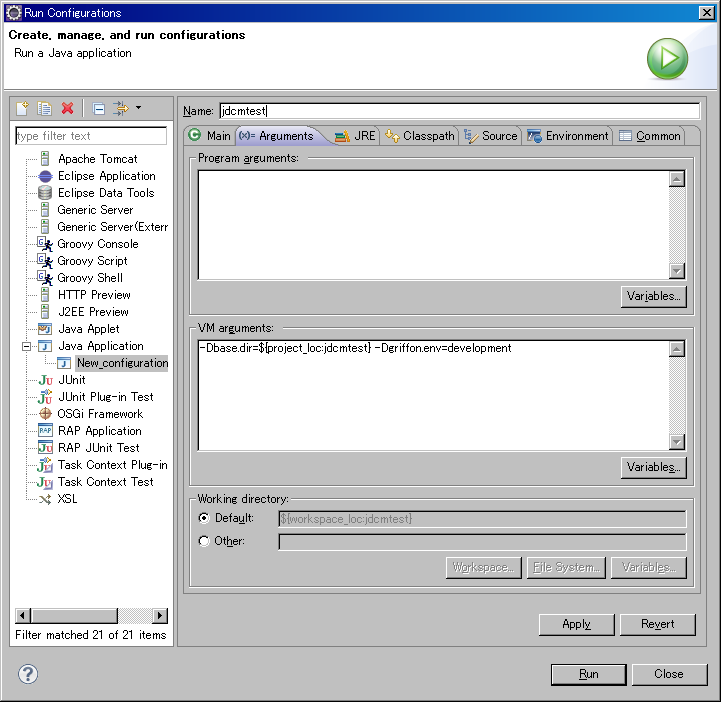 Run Configurations
Create, manage, and run configurations
Run a Java application
Name: jdcmtest
type filter text
Main (x)= Arguments JRE Classpath Source Environment Common
Apache Tomcat
Eclipse Application
Eclipse Data Tools
Generic Server
Generic Server(Extern
Groovy Console
Groovy Script
Groovy Shell
HTTP Preview
J2EE Preview
Java Applet
Java Application
New_configuration
JUnit
JUnit Plug-in Test
OSGi Framework
RAP Application
RAP JUnit Test
Task Context Plug-in
Task Context Test
XSL
Filter matched 21 of 21 items
Program arguments:
Variables...
VM arguments:
-Dbase.dir=${project_loc:jdcmtest} -Dgriffon.env=development
Variables...
Working directory:
Default: ${workspace_loc:jdcmtest}
Other:
Workspace... File System... Variables...
Apply Revert
Run Close